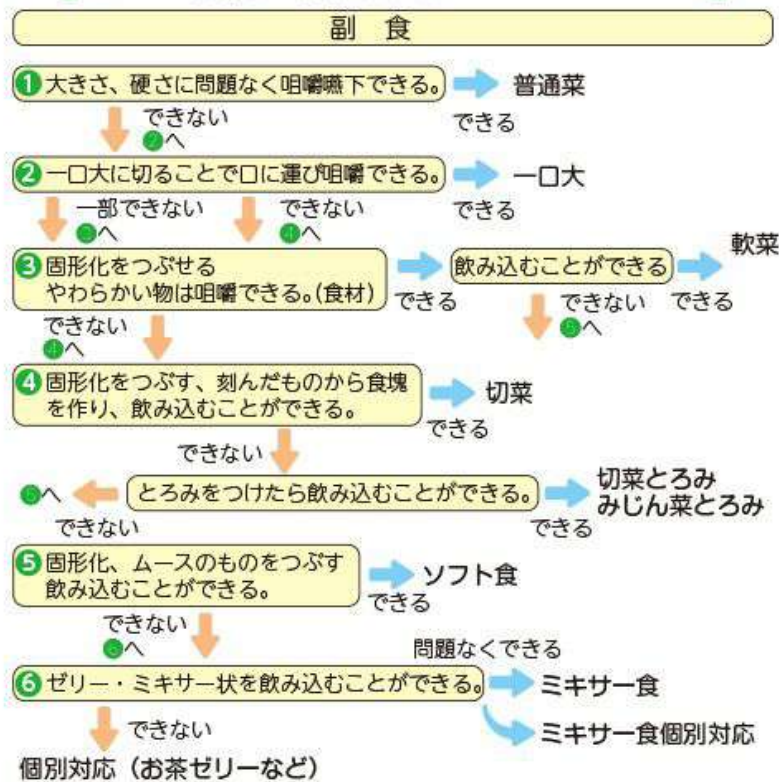 副 食
❶大きさ、硬さに問題なく咀嚼嚥下できる。
できる
普通菜
できない
❷へ
❷一口大に切ることで口に運び咀嚼できる。
できる
一口大
一部できない
❸へ
できない
❹へ
❸固形化をつぶせる
やわらかい物は咀嚼できる。(食材)
できる
飲み込むことができる
できる
軟菜
できない
❹へ
できない
へ
❹固形化をつぶす、刻んだものから食塊
を作り、飲み込むことができる。
できる
切菜
できない
とろみをつけたら飲み込むことができる。
できる
切菜とろみ
みじん菜とろみ
❺へ
できない
❺固形化、ムースのものをつぶす
飲み込むことができる。
できる
ソフト食
できない
❻へ
❻ゼリー・ミキサー状を飲み込むことができる。
問題なくできる
ミキサー食
ミキサー食個別対応
できない
個別対応(お茶ゼリーなど)